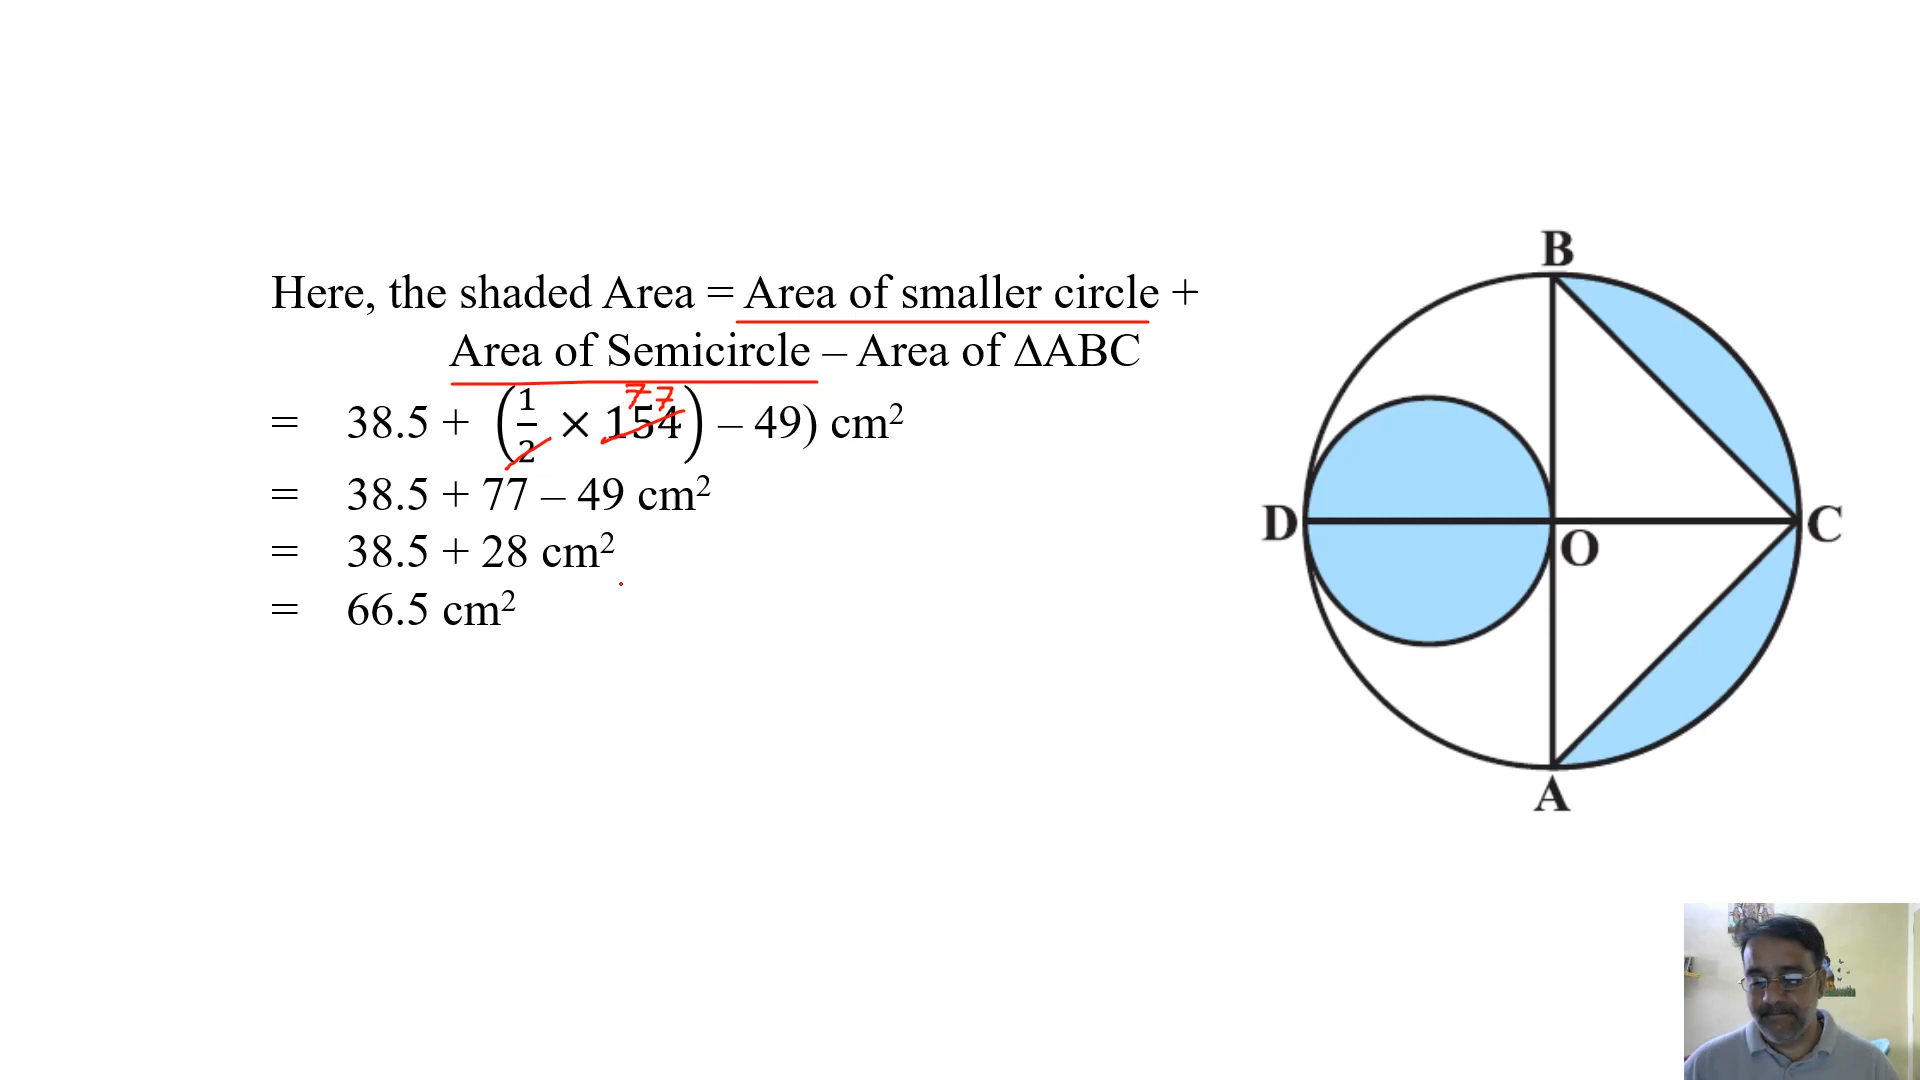 Here, the shaded Area = Area of smaller circle +
Area of Semicircle – Area of ΔABC
77
= 38.5 + (1/2 × 154) – 49) cm²
= 38.5 + 77 – 49 cm²
= 38.5 + 28 cm²
= 66.5 cm²
B
D
O
C
A